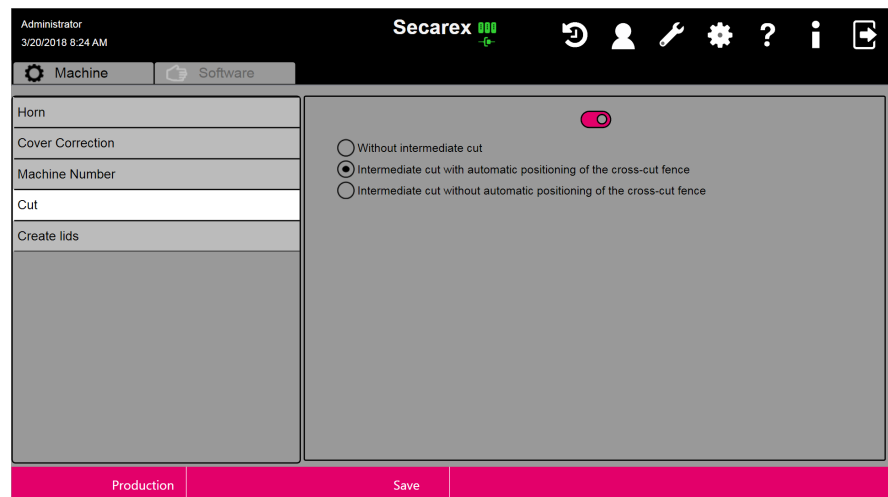 Administrator
3/20/2018 8:24 AM
Secarex
Machine
Software
Horn
Cover Correction
Machine Number
Cut
Create lids
Without intermediate cut
Intermediate cut with automatic positioning of the cross-cut fence
Intermediate cut without automatic positioning of the cross-cut fence
Production
Save